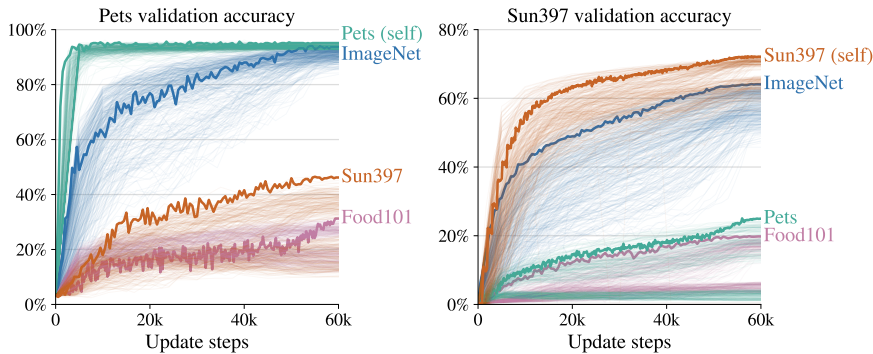 Pets validation accuracy
100%
80%
60%
40%
20%
0%
0
20k
40k
60k
Update steps
Pets (self)
ImageNet
Sun397
Food101
Sun397 validation accuracy
80%
60%
40%
20%
0%
0
20k
40k
60k
Update steps
Sun397 (self)
ImageNet
Pets
Food101